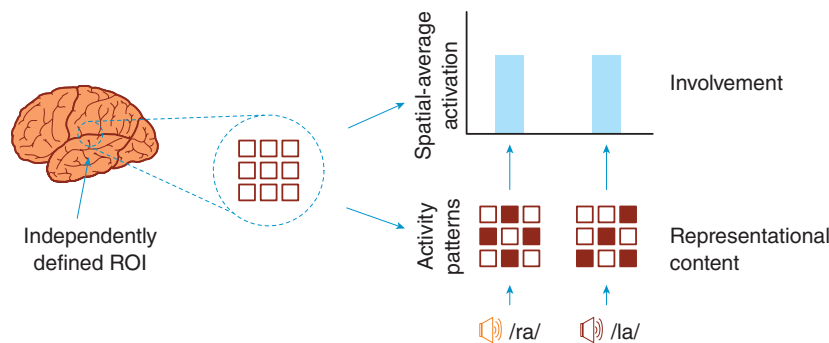 Independently
defined ROI
Spatial-average
activation
Involvement
Activity
patterns
Representational
content
/ra/
/la/